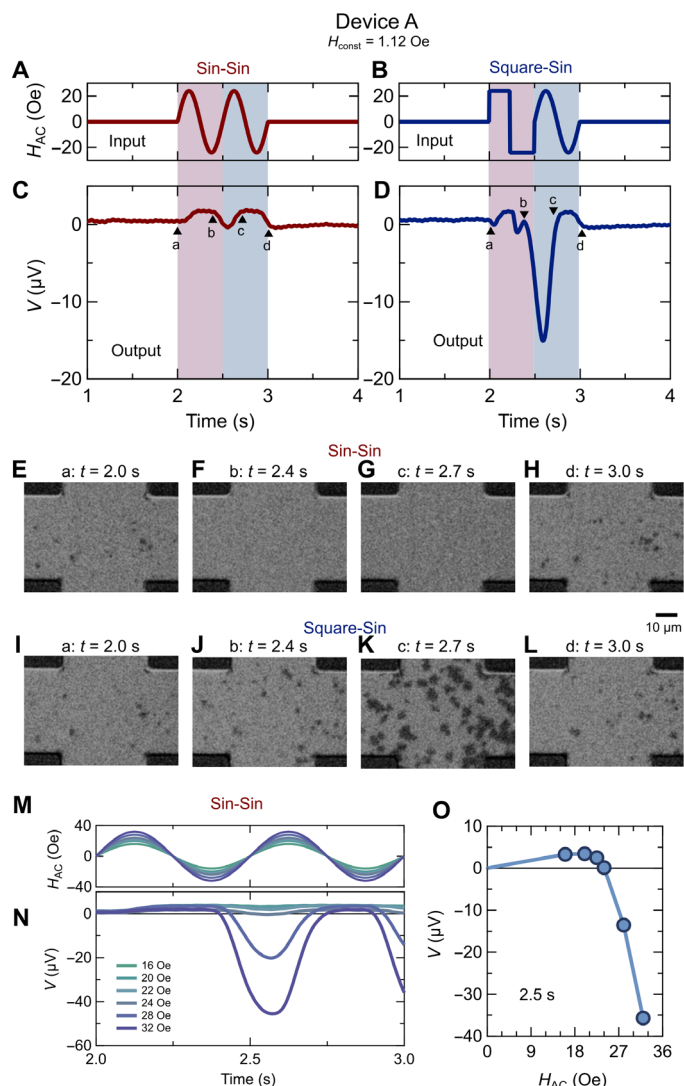 Device A
H_const = 1.12 Oe
A
Sin-Sin
B
Square-Sin
H_AC (Oe)
20
0
−20
Input
20
0
−20
Input
C
D
V (µV)
0
−10
−20
a
b
c
d
Output
0
−10
−20
a
b
c
d
Output
1 2 3 4
1 2 3 4
Time (s)
Time (s)
Sin-Sin
E
a: t = 2.0 s
F
b: t = 2.4 s
G
c: t = 2.7 s
H
d: t = 3.0 s
10 µm
Square-Sin
I
a: t = 2.0 s
J
b: t = 2.4 s
K
c: t = 2.7 s
L
d: t = 3.0 s
M
Sin-Sin
H_AC (Oe)
40
0
−40
N
V (µV)
0
−20
−40
−60
16 Oe
20 Oe
22 Oe
24 Oe
28 Oe
32 Oe
2.0 2.5 3.0
Time (s)
O
V (µV)
10
0
−10
−20
−30
−40
2.5 s
0 9 18 27 36
H_AC (Oe)